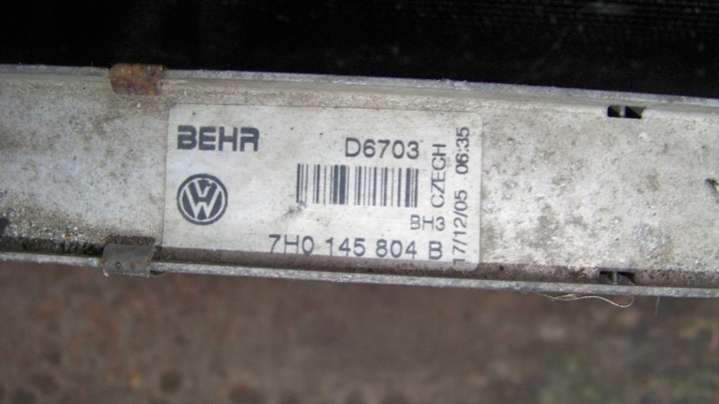 BEHR
D6703
BH3
7H0 145 804 B
CZECH
17/12/05 06:35